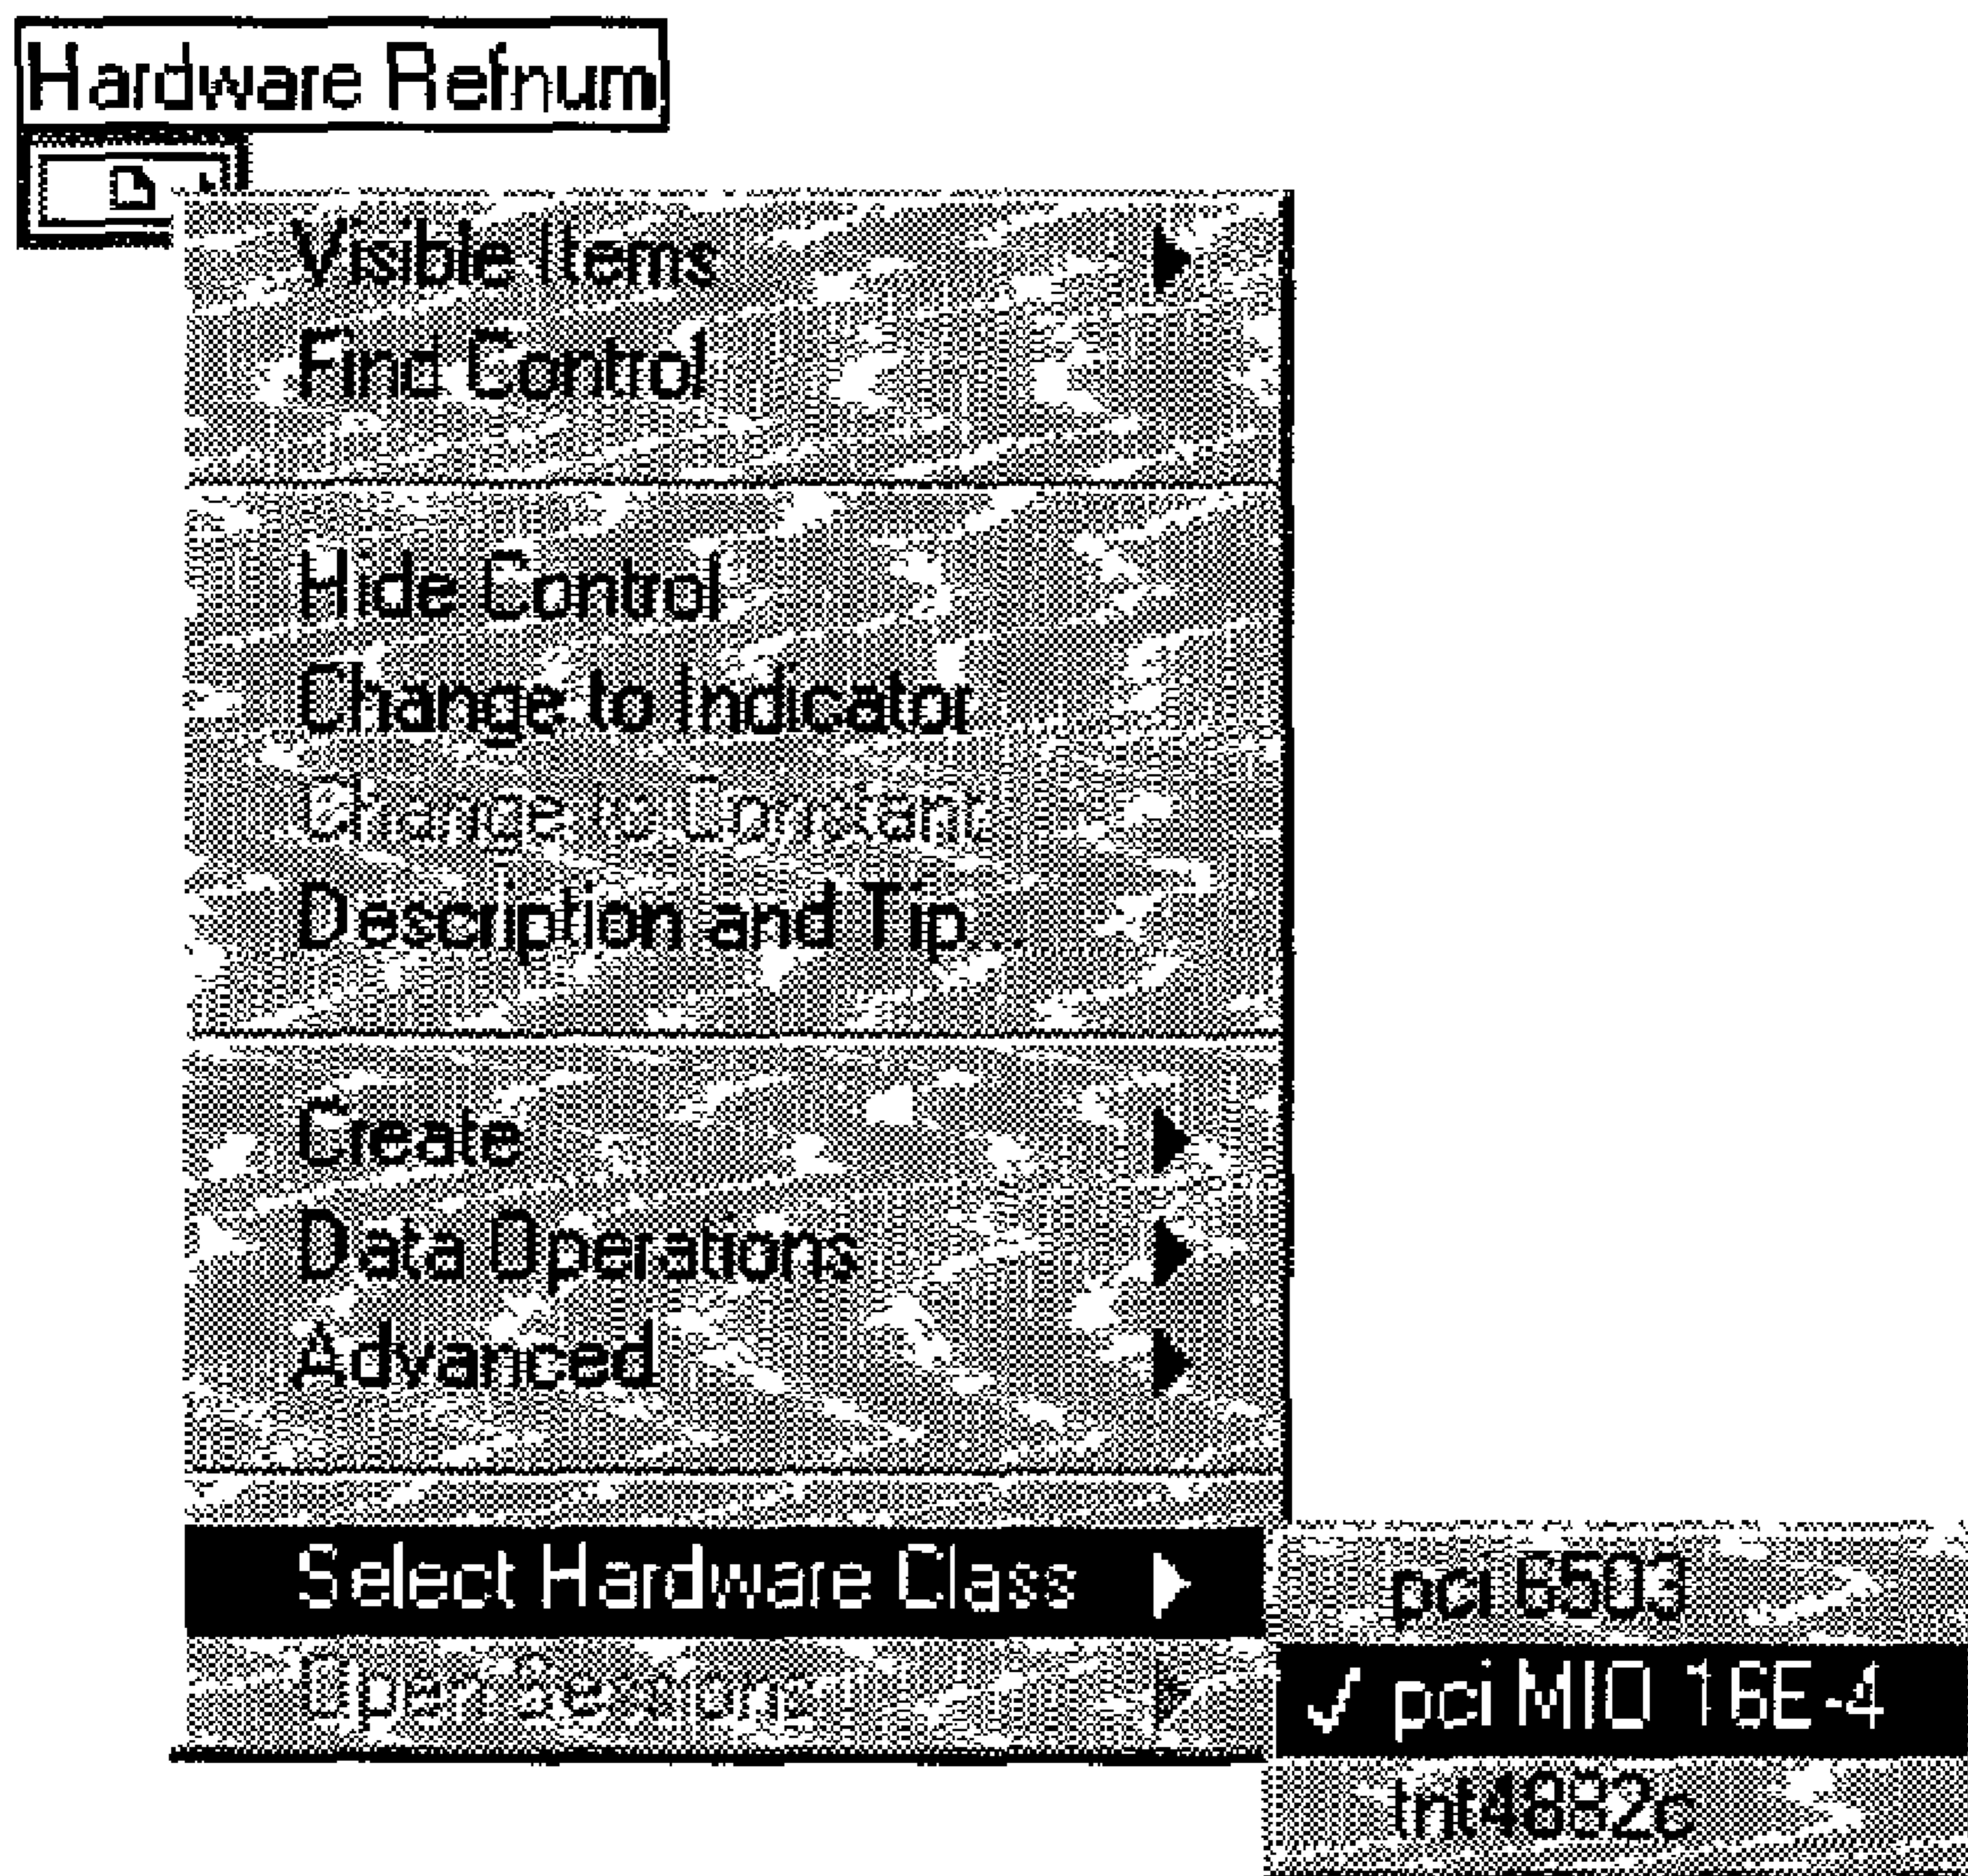 Hardware Refnum
Visible Items
Find Control
Hide Control
Change to Indicator
Change to Constant
Description and Tip...
Create
Data Operations
Advanced
Select Hardware Class
Open Sessions
pci 6503
✓ pci MIO 16E-4
tnt4882c